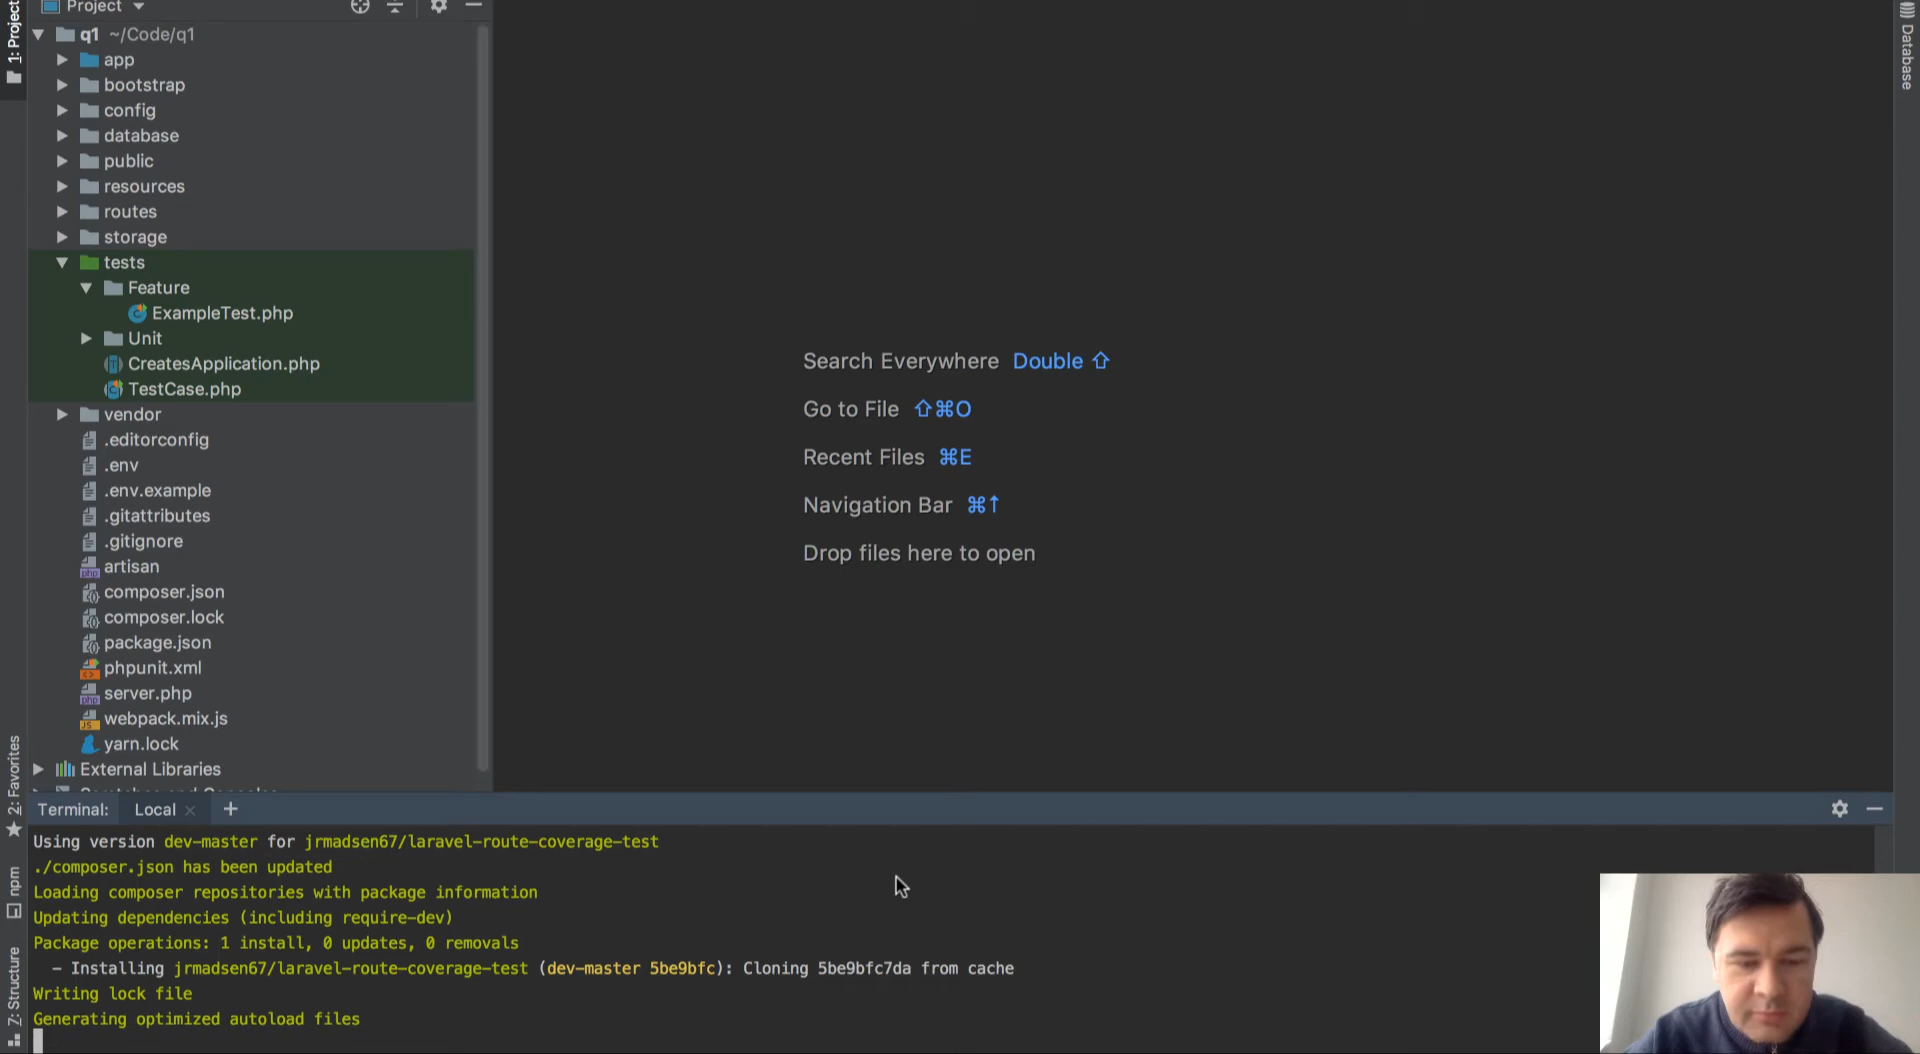 1: Project
Project
q1 ~/Code/q1
app
bootstrap
config
database
public
resources
routes
storage
tests
Feature
ExampleTest.php
Unit
CreatesApplication.php
TestCase.php
vendor
.editorconfig
.env
.env.example
.gitattributes
.gitignore
artisan
composer.json
composer.lock
package.json
phpunit.xml
server.php
webpack.mix.js
yarn.lock
External Libraries
Search Everywhere Double ⇧
Go to File ⇧⌘O
Recent Files ⌘E
Navigation Bar ⌘↑
Drop files here to open
Database
2: Favorites
npm
Z: Structure
Terminal: Local × +
Using version dev-master for jrmadsen67/laravel-route-coverage-test
./composer.json has been updated
Loading composer repositories with package information
Updating dependencies (including require-dev)
Package operations: 1 install, 0 updates, 0 removals
- Installing jrmadsen67/laravel-route-coverage-test (dev-master 5be9bfc): Cloning 5be9bfc7da from cache
Writing lock file
Generating optimized autoload files